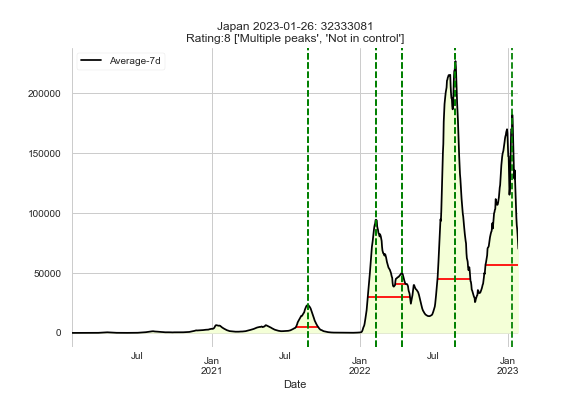 Japan 2023-01-26: 32333081
Rating:8 ['Multiple peaks', 'Not in control']
Average-7d
200000
150000
100000
50000
0
Jul
Jan
2021
Jul
Jan
2022
Jul
Jan
2023
Date